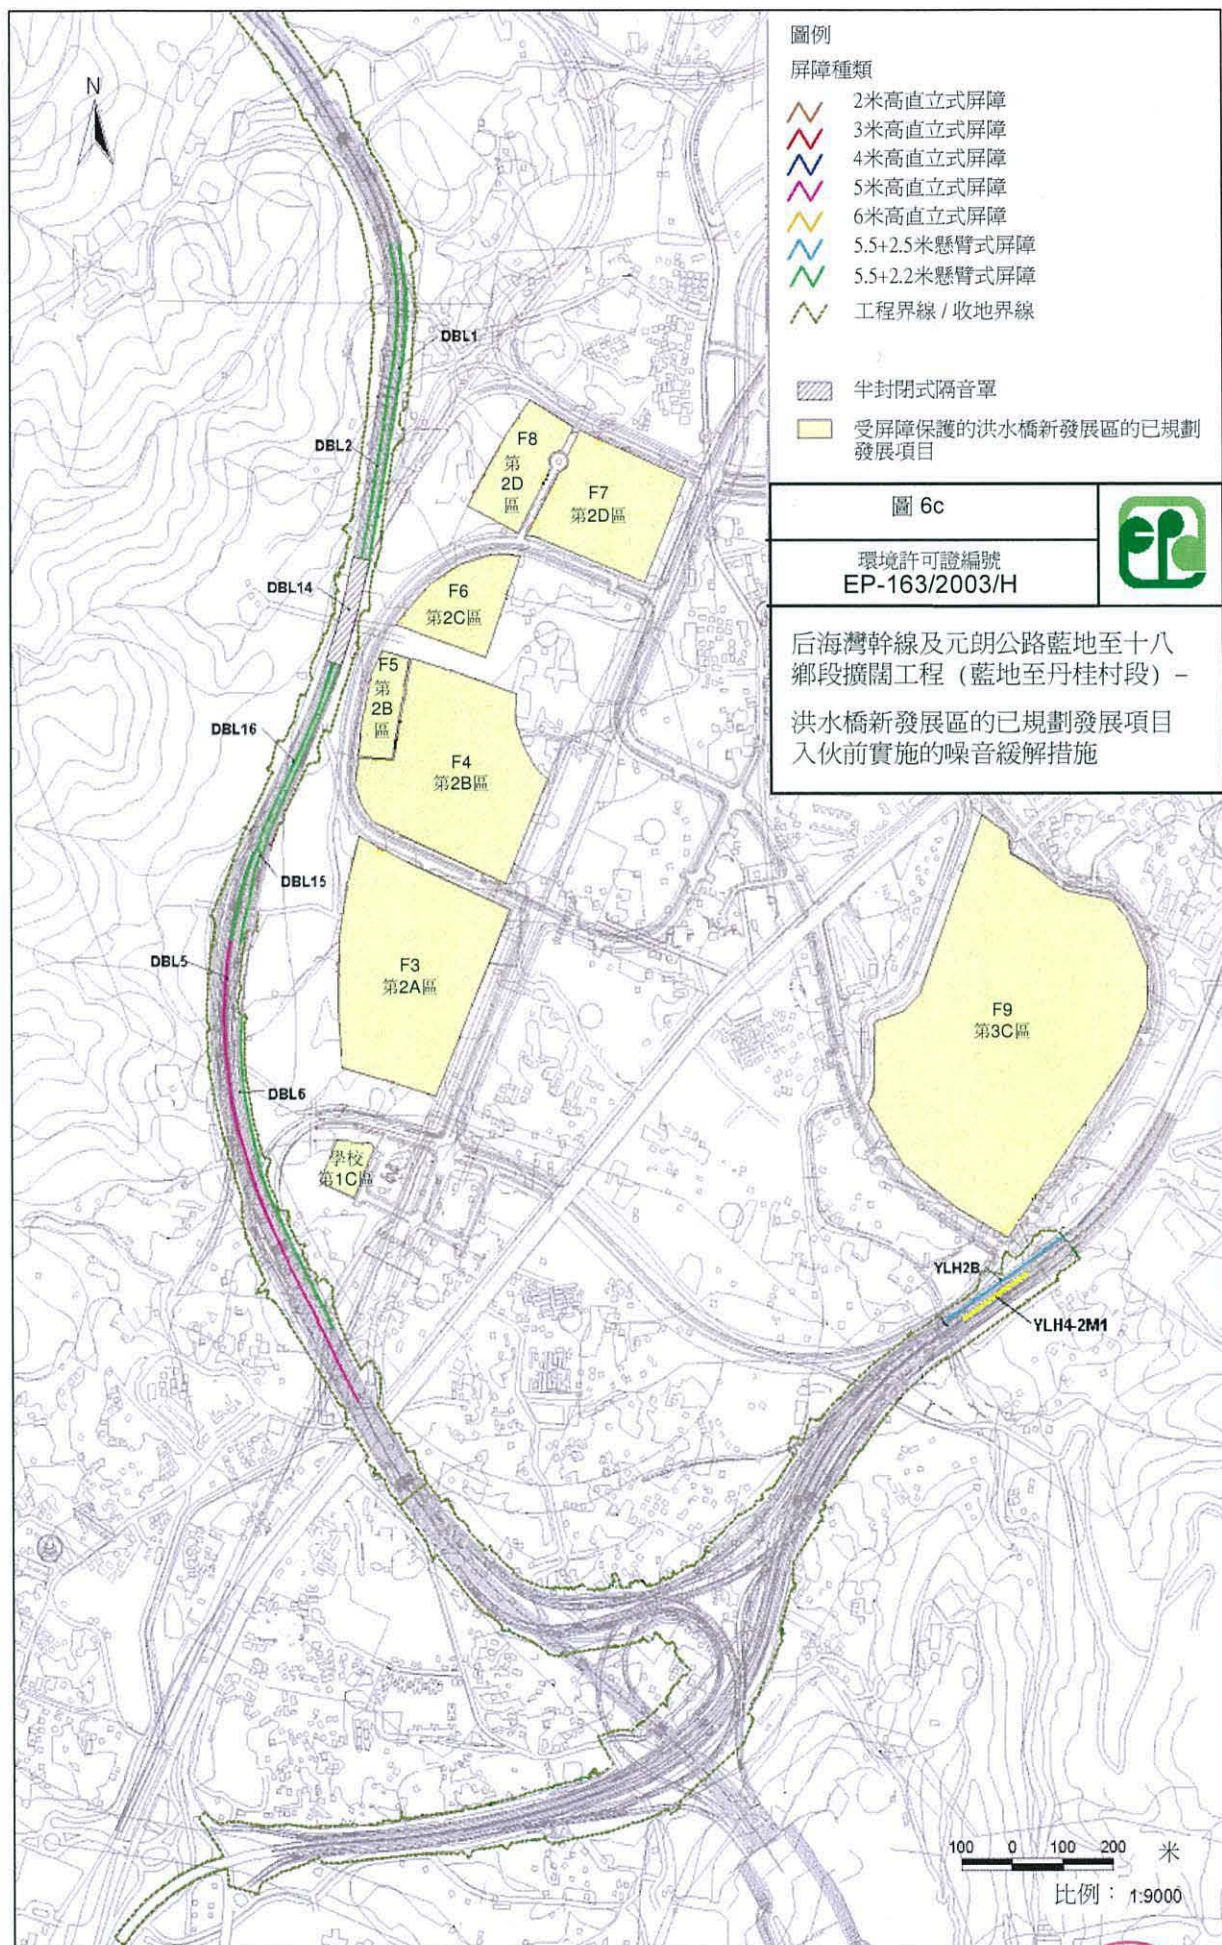 圖例
屏障種類
2米高直立式屏障
3米高直立式屏障
4米高直立式屏障
5米高直立式屏障
6米高直立式屏障
5.5+2.5米懸臂式屏障
5.5+2.2米懸臂式屏障
工程界線 / 收地界線
半封閉式隔音罩
受屏障保護的洪水橋新發展區的已規劃
發展項目
圖 6c
環境許可證編號
EP-163/2003/H
后海灣幹線及元朗公路藍地至十八
鄉段擴闊工程 (藍地至丹桂村段) –
洪水橋新發展區的已規劃發展項目
入伙前實施的噪音緩解措施
N
DBL1
DBL2
F8
第
2D
區
F7
第2D區
DBL14
F6
第2C區
F5
第
2B
區
DBL16
F4
第2B區
DBL15
DBL5
F3
第2A區
F9
第3C區
DBL6
學校
第1C區
YLH2B
YLH4-2M1
100 0 100 200 米
比例： 1:9000